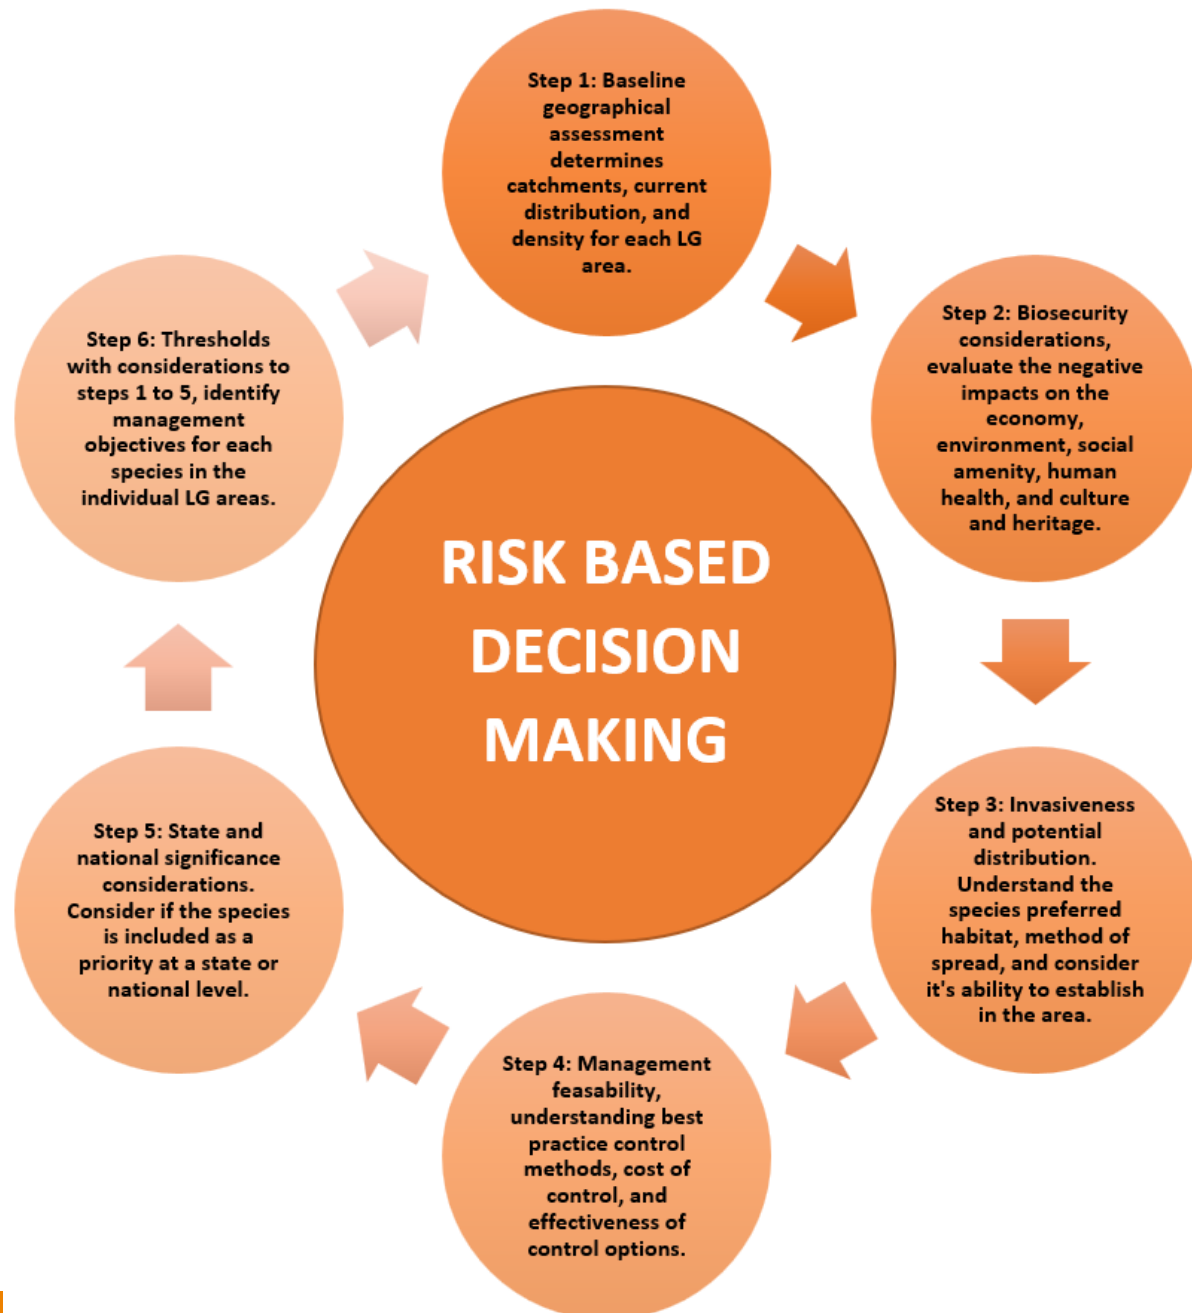 Step 1: Baseline
geographical
assessment
determines
catchments, current
distribution, and
density for each LG
area.
Step 2: Biosecurity
considerations,
evaluate the negative
impacts on the
economy,
environment, social
amenity, human
health, and culture
and heritage.
Step 3: Invasiveness
and potential
distribution.
Understand the
species preferred
habitat, method of
spread, and consider
it's ability to establish
in the area.
Step 4: Management
feasability,
understanding best
practice control
methods, cost of
control, and
effectiveness of
control options.
Step 5: State and
national significance
considerations.
Consider if the species
is included as a
priority at a state or
national level.
Step 6: Thresholds
with considerations to
steps 1 to 5, identify
management
objectives for each
species in the
individual LG areas.
RISK BASED
DECISION
MAKING